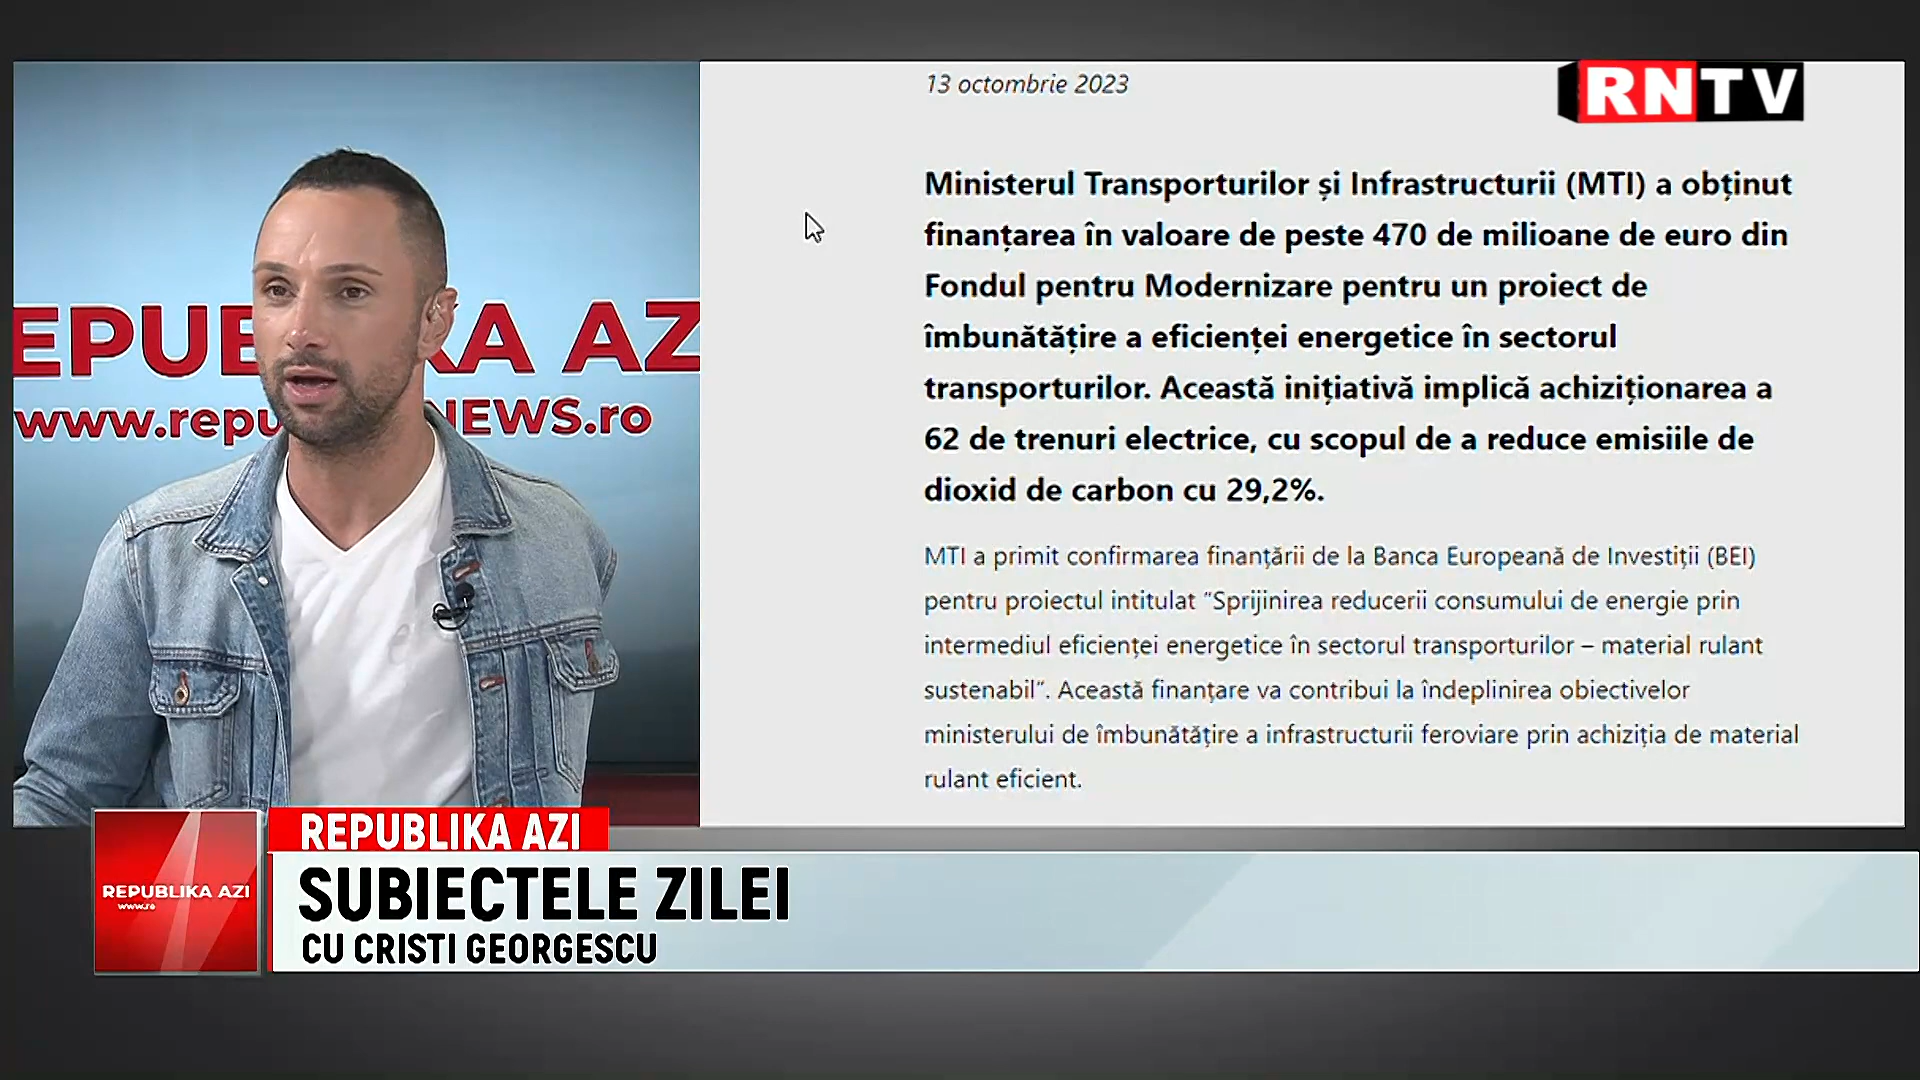 13 octombrie 2023
RNTV
Ministerul Transporturilor și Infrastructurii (MTI) a obținut
finanțarea în valoare de peste 470 de milioane de euro din
Fondul pentru Modernizare pentru un proiect de
îmbunătățire a eficienței energetice în sectorul
transporturilor. Această inițiativă implică achiziționarea a
62 de trenuri electrice, cu scopul de a reduce emisiile de
dioxid de carbon cu 29,2%.
MTI a primit confirmarea finanțării de la Banca Europeană de Investiții (BEI)
pentru proiectul intitulat “Sprijinirea reducerii consumului de energie prin
intermediul eficienței energetice în sectorul transporturilor – material rulant
sustenabil”. Această finanțare va contribui la îndeplinirea obiectivelor
ministerului de îmbunătățire a infrastructurii feroviare prin achiziția de material
rulant eficient.
EPUB KA AZ
www.repu NEWS.ro
REPUBLIKA AZI
SUBIECTELE ZILEI
CU CRISTI GEORGESCU
REPUBLIKA AZI
www.ro